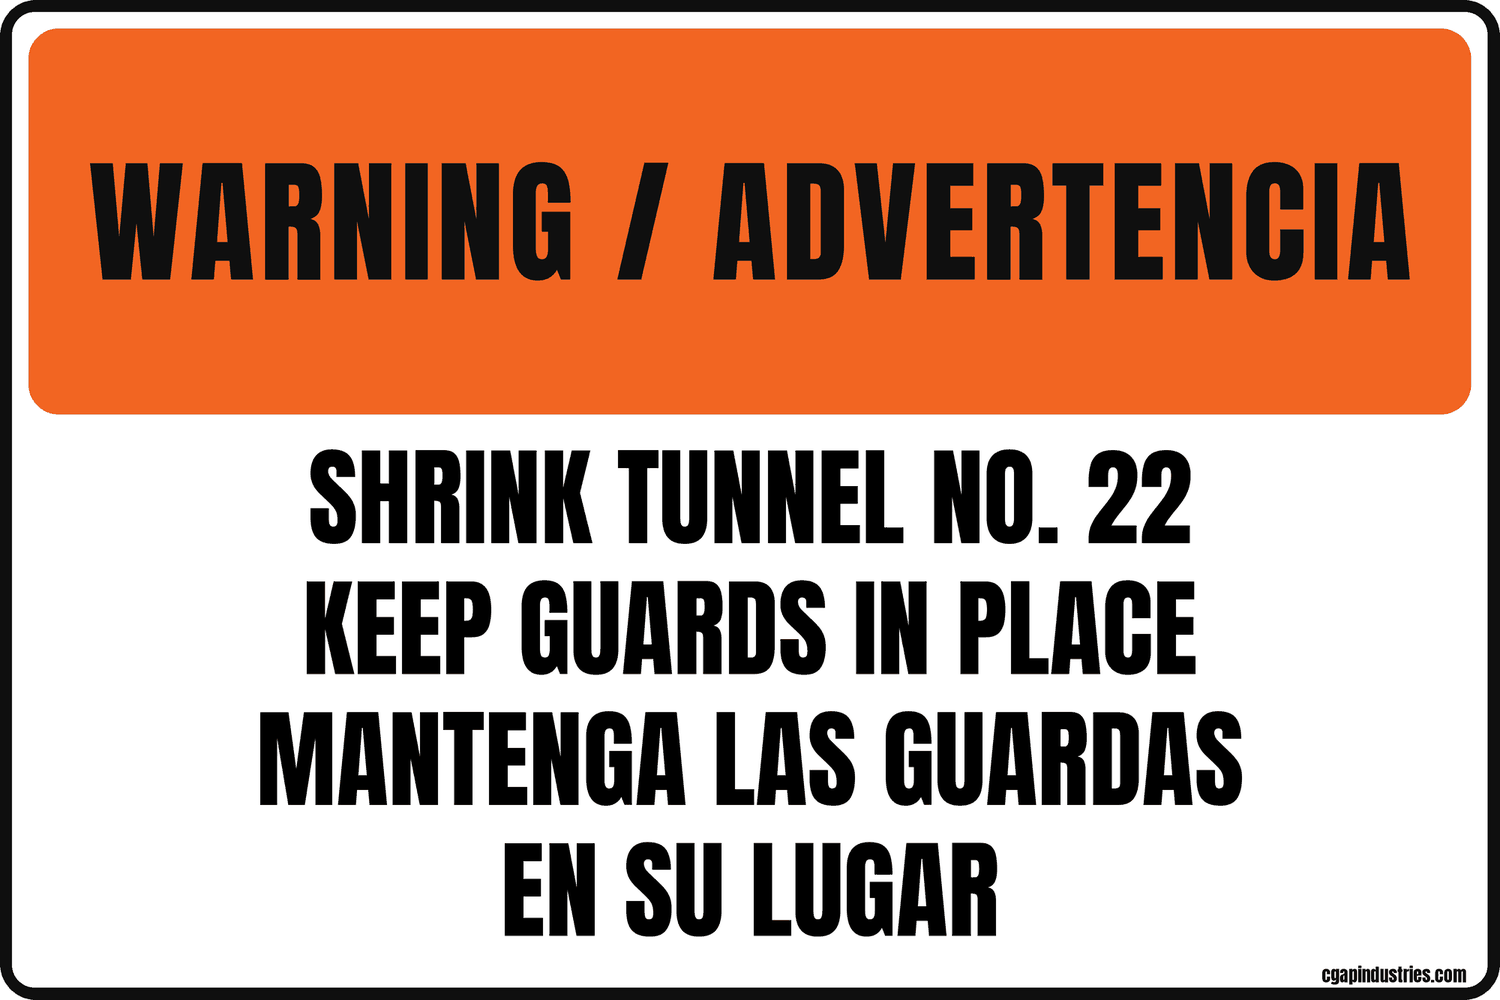 WARNING / ADVERTENCIA
SHRINK TUNNEL NO. 22
KEEP GUARDS IN PLACE
MANTENGA LAS GUARDAS
EN SU LUGAR
cgapindustries.com